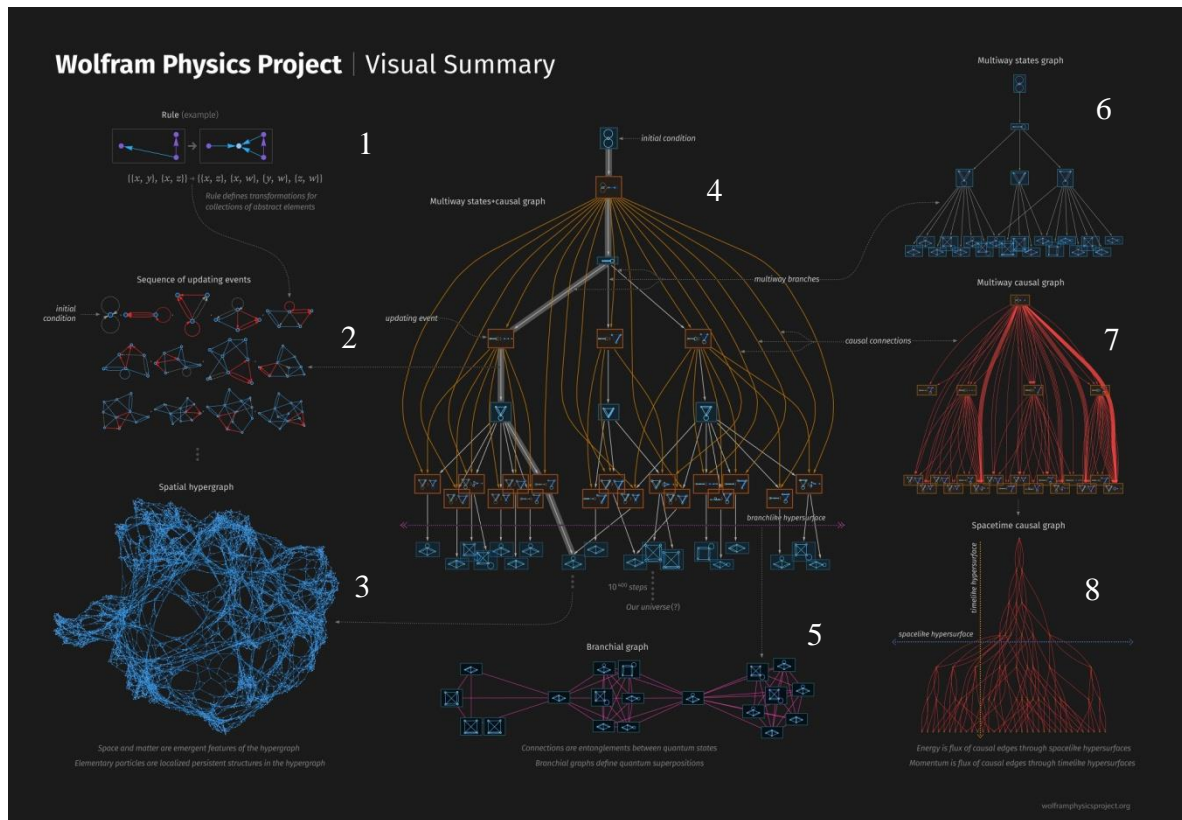 Wolfram Physics Project | Visual Summary
Rule (example)
1
{{x, y}, {x, z}} → {{x, z}, {x, w}, {y, w}, {z, w}}
Rule defines transformations for
collections of abstract elements
Sequence of updating events
initial
condition
2
Spatial hypergraph
3
Space and matter are emergent features of the hypergraph
Elementary particles are localized persistent structures in the hypergraph
initial condition
4
Multiway states+causal graph
multiway branches
updating event
causal connections
branchlike hypersurface
10⁴⁰⁰ steps
Our universe(?)
5
Branchial graph
Connections are entanglements between quantum states
Branchial graphs define quantum superpositions
Multiway states graph
6
Multiway causal graph
7
Spacetime causal graph
timelike hypersurface
8
spacelike hypersurface
Energy is flux of causal edges through spacelike hypersurfaces
Momentum is flux of causal edges through timelike hypersurfaces
wolframphysicsproject.org